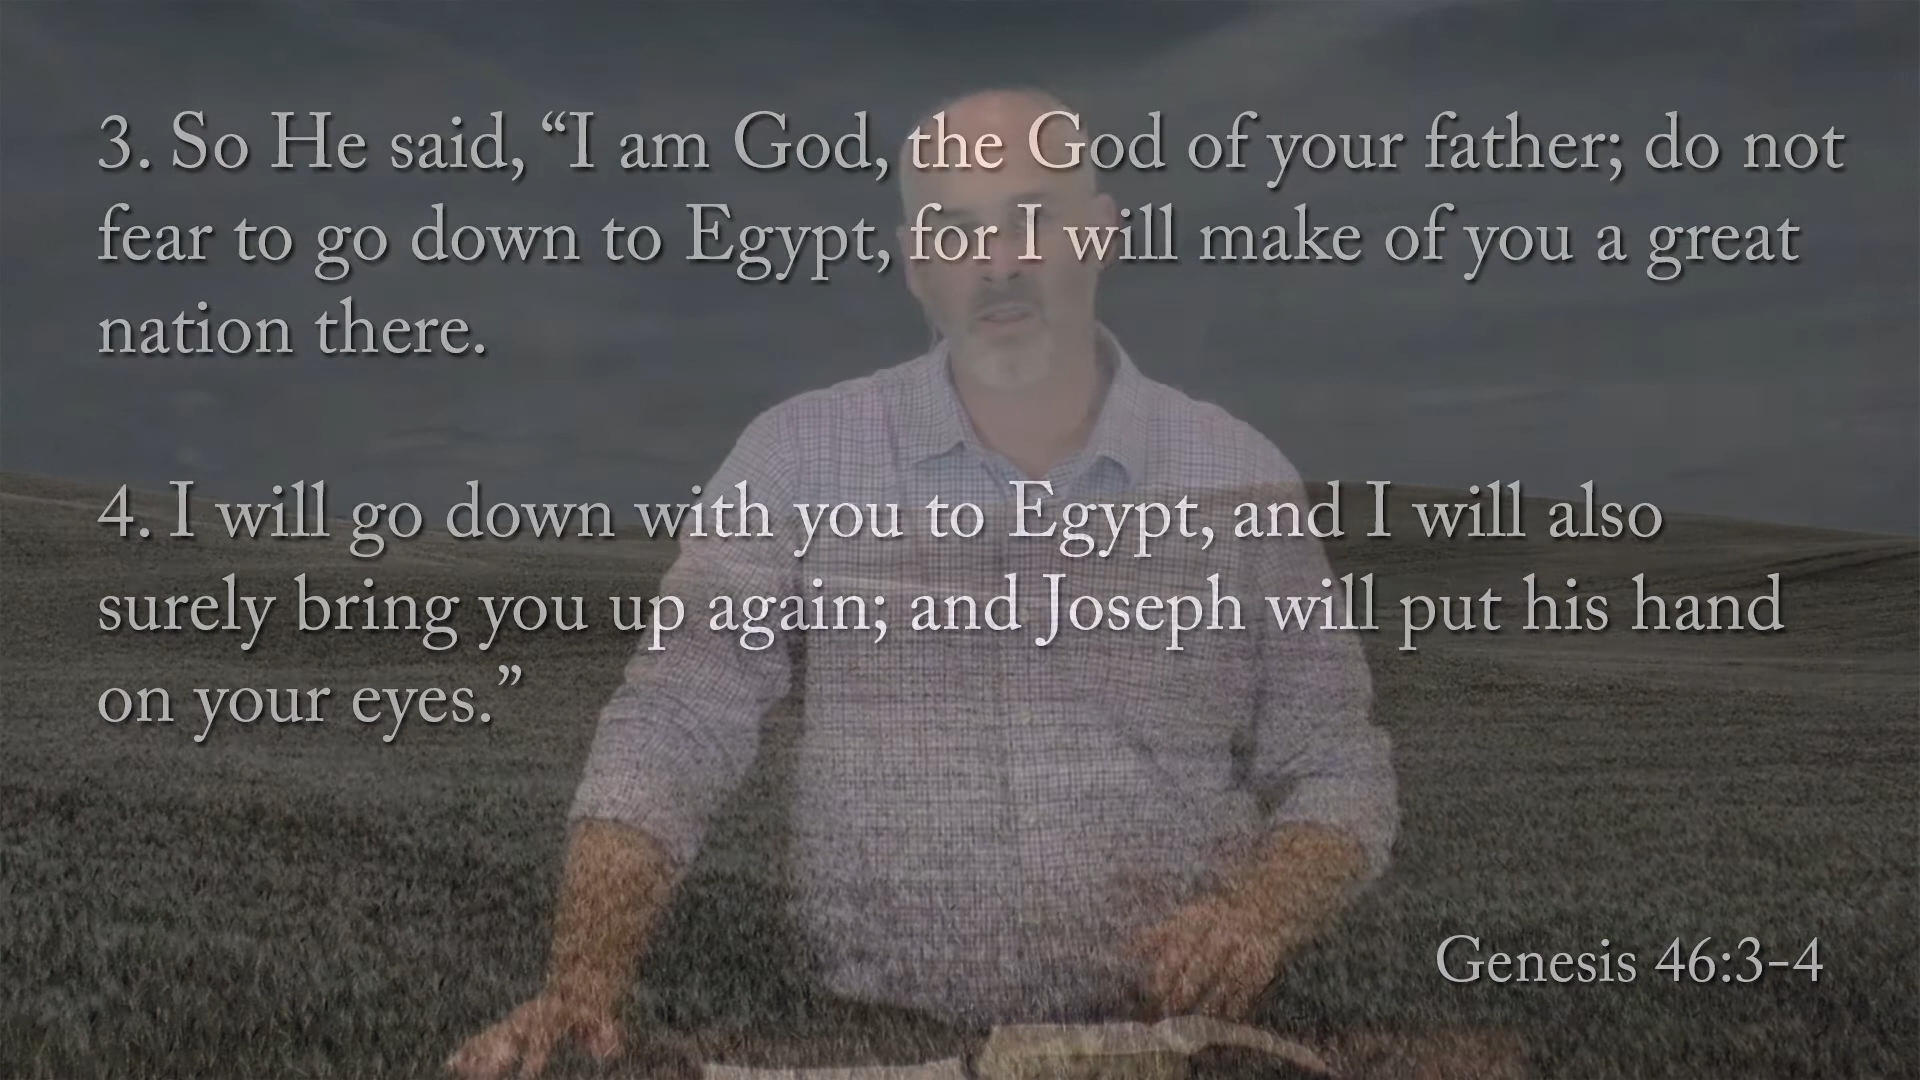 3. So He said, “I am God, the God of your father; do not
fear to go down to Egypt, for I will make of you a great
nation there.
4. I will go down with you to Egypt, and I will also
surely bring you up again; and Joseph will put his hand
on your eyes.”
Genesis 46:3-4